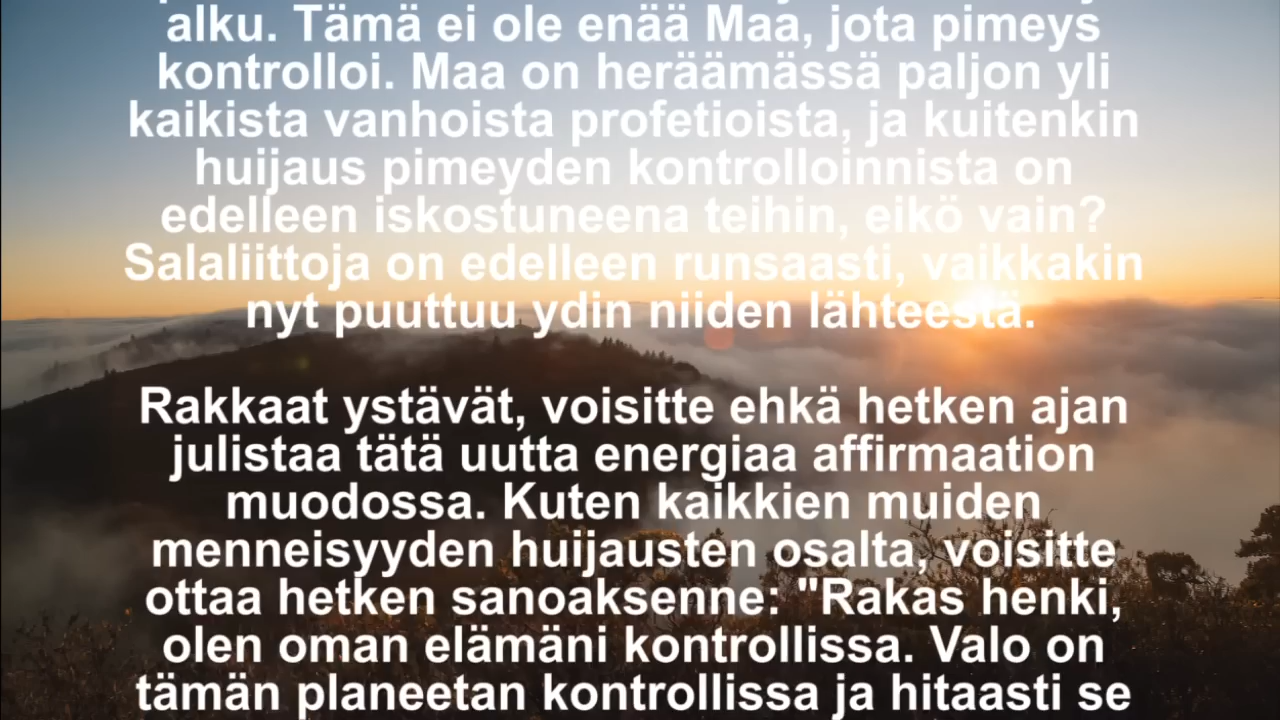 alku. Tämä ei ole enää Maa, jota pimeys
kontrolloi. Maa on heräämässä paljon yli
kaikista vanhoista profetioista, ja kuitenkin
huijaus pimeyden kontrolloinnista on
edelleen iskostuneena teihin, eikö vain?
Salaliittoja on edelleen runsaasti, vaikkakin
nyt puuttuu ydin niiden lähteestä.
Rakkaat ystävät, voisitte ehkä hetken ajan
julistaa tätä uutta energiaa affirmaation
muodossa. Kuten kaikkien muiden
menneisyyden huijausten osalta, voisitte
ottaa hetken sanoaksenne: "Rakas henki,
olen oman elämäni kontrollissa. Valo on
tämän planeetan kontrollissa ja hitaasti se